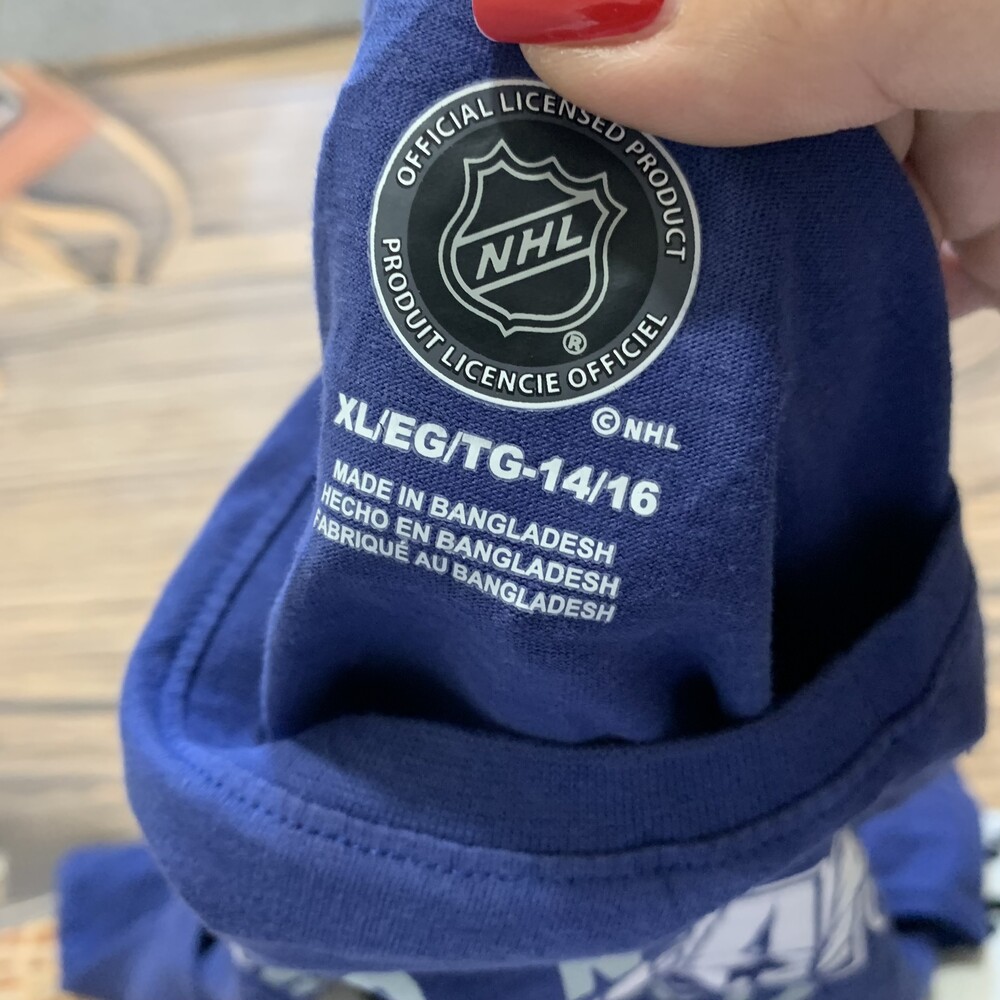 OFFICIAL LICENSED PRODUCT
NHL
®
PRODUIT LICENCIE OFFICIEL
© NHL
XL/EG/TG-14/16
MADE IN BANGLADESH
HECHO EN BANGLADESH
FABRIQUÉ AU BANGLADESH